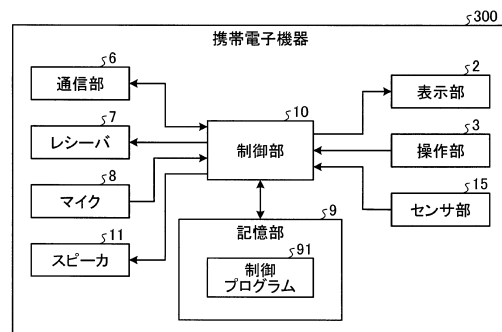 300
携帯電子機器
6
通信部
7
レシーバ
8
マイク
11
スピーカ
10
制御部
9
記憶部
91
制御
プログラム
2
表示部
3
操作部
15
センサ部